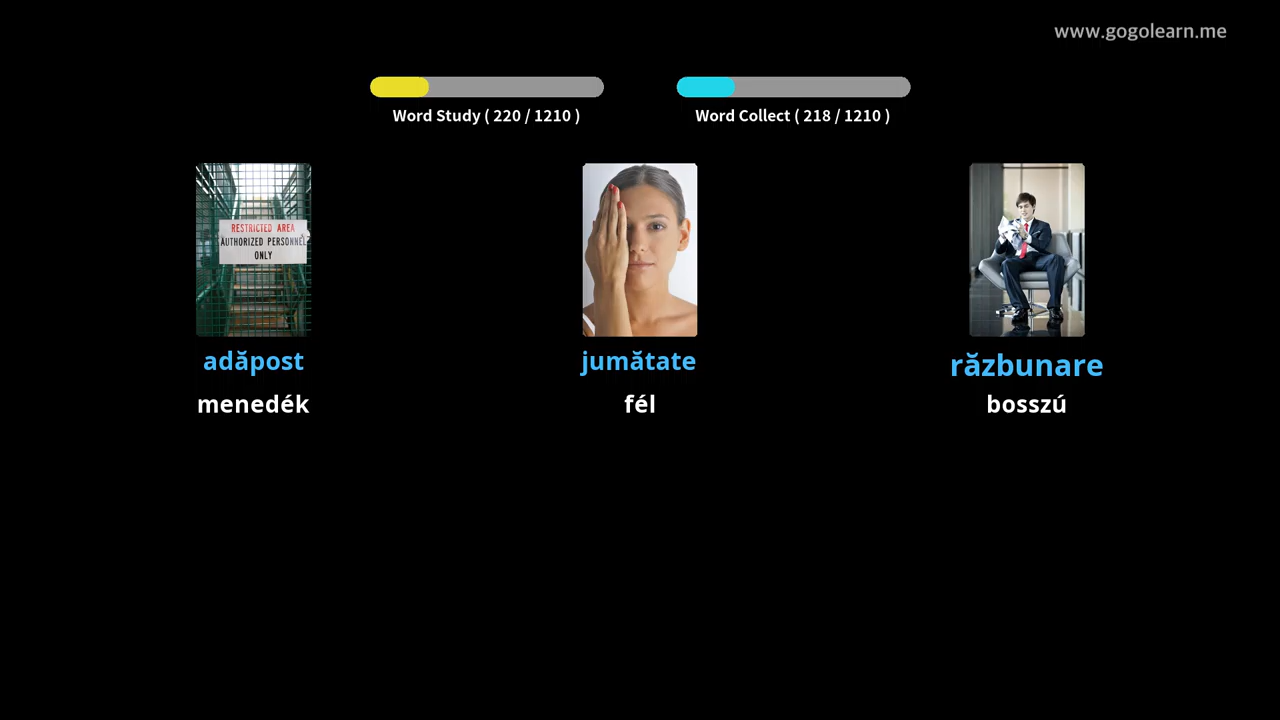 www.gogolearn.me
Word Study ( 220 / 1210 )
Word Collect ( 218 / 1210 )
RESTRICTED AREA
AUTHORIZED PERSONNEL
ONLY
adăpost
jumătate
răzbunare
menedék
fél
bosszú